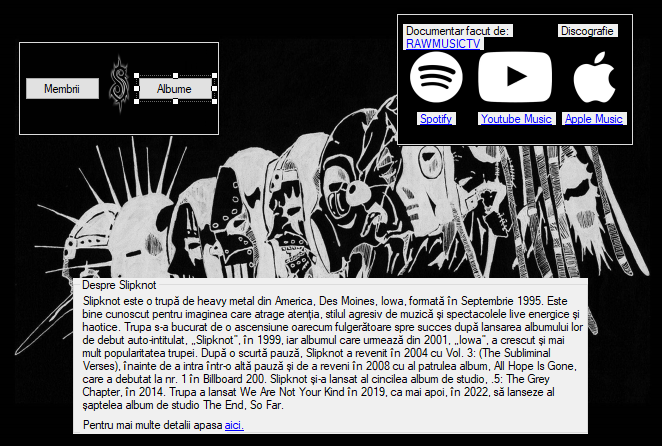 Documentar facut de:
Discografie
RAWMUSICTV
Membrii
Albume
Spotify
Youtube Music
Apple Music
Despre Slipknot
Slipknot este o trupă de heavy metal din America, Des Moines, Iowa, formată în Septembrie 1995. Este
bine cunoscut pentru imaginea care atrage atenția, stilul agresiv de muzică și spectacolele live energice și
haotice. Trupa s-a bucurat de o ascensiune oarecum fulgerătoare spre succes după lansarea albumului lor
de debut auto-intitulat, „Slipknot”, în 1999, iar albumul care urmează din 2001, „Iowa”, a crescut și mai
mult popularitatea trupei. După o scurtă pauză, Slipknot a revenit în 2004 cu Vol. 3: (The Subliminal
Verses), înainte de a intra într-o altă pauză și de a reveni în 2008 cu al patrulea album, All Hope Is Gone,
care a debutat la nr. 1 în Billboard 200. Slipknot și-a lansat al cincilea album de studio, .5: The Grey
Chapter, în 2014. Trupa a lansat We Are Not Your Kind în 2019, ca mai apoi, în 2022, să lanseze al
șaptelea album de studio The End, So Far.
Pentru mai multe detalii apasa aici.